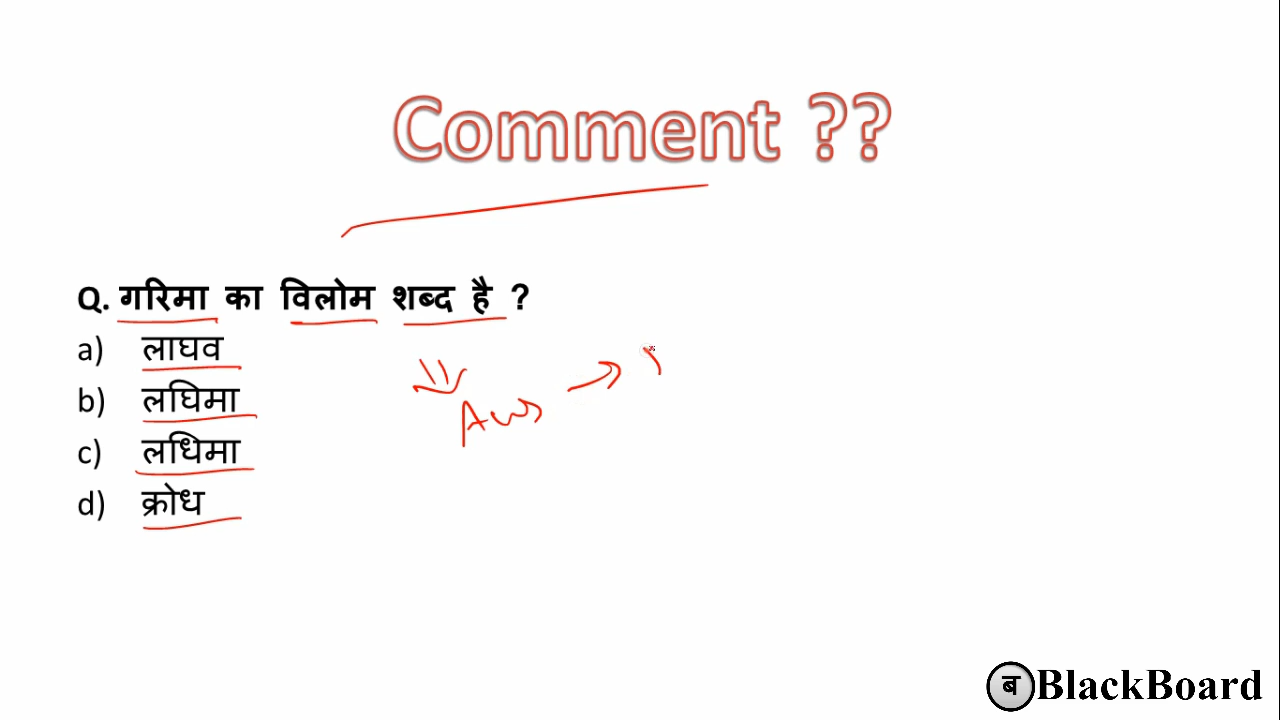 Comment ??
Q. गरिमा का विलोम शब्द है ?
a) लाघव
b) लघिमा
c) लधिमा
d) क्रोध
Ans →
ब BlackBoard